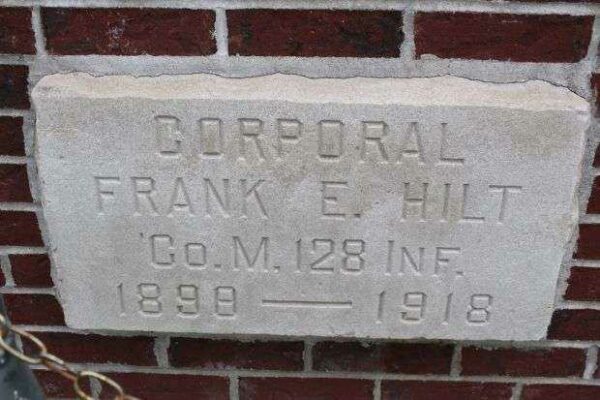 CORPORAL
FRANK E. HILT
Co. M. 128 INF.
1898 — 1918